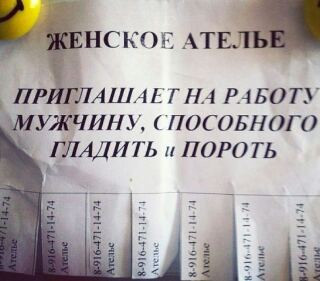 ЖЕНСКОЕ АТЕЛЬЕ
ПРИГЛАШАЕТ НА РАБОТУ
МУЖЧИНУ, СПОСОБНОГО
ГЛАДИТЬ и ПОРОТЬ
8-916-471-14-74
Ателье
8-916-471-14-74
Ателье
8-916-471-14-74
Ателье
8-916-471-14-74
Ателье
8-916-471-14-74
Ателье
8-916-471-14-74
Ателье
8-916-471-14-74
Ателье